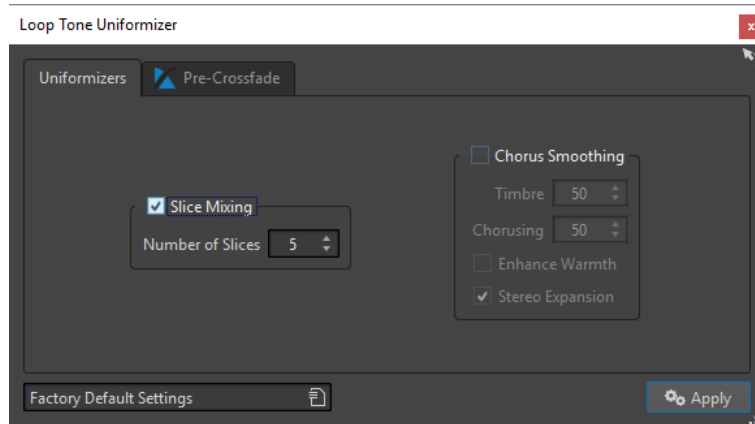 Loop Tone Uniformizer
x
Uniformizers
Pre-Crossfade
Slice Mixing
Number of Slices 5
Chorus Smoothing
Timbre 50
Chorusing 50
Enhance Warmth
Stereo Expansion
Factory Default Settings
Apply